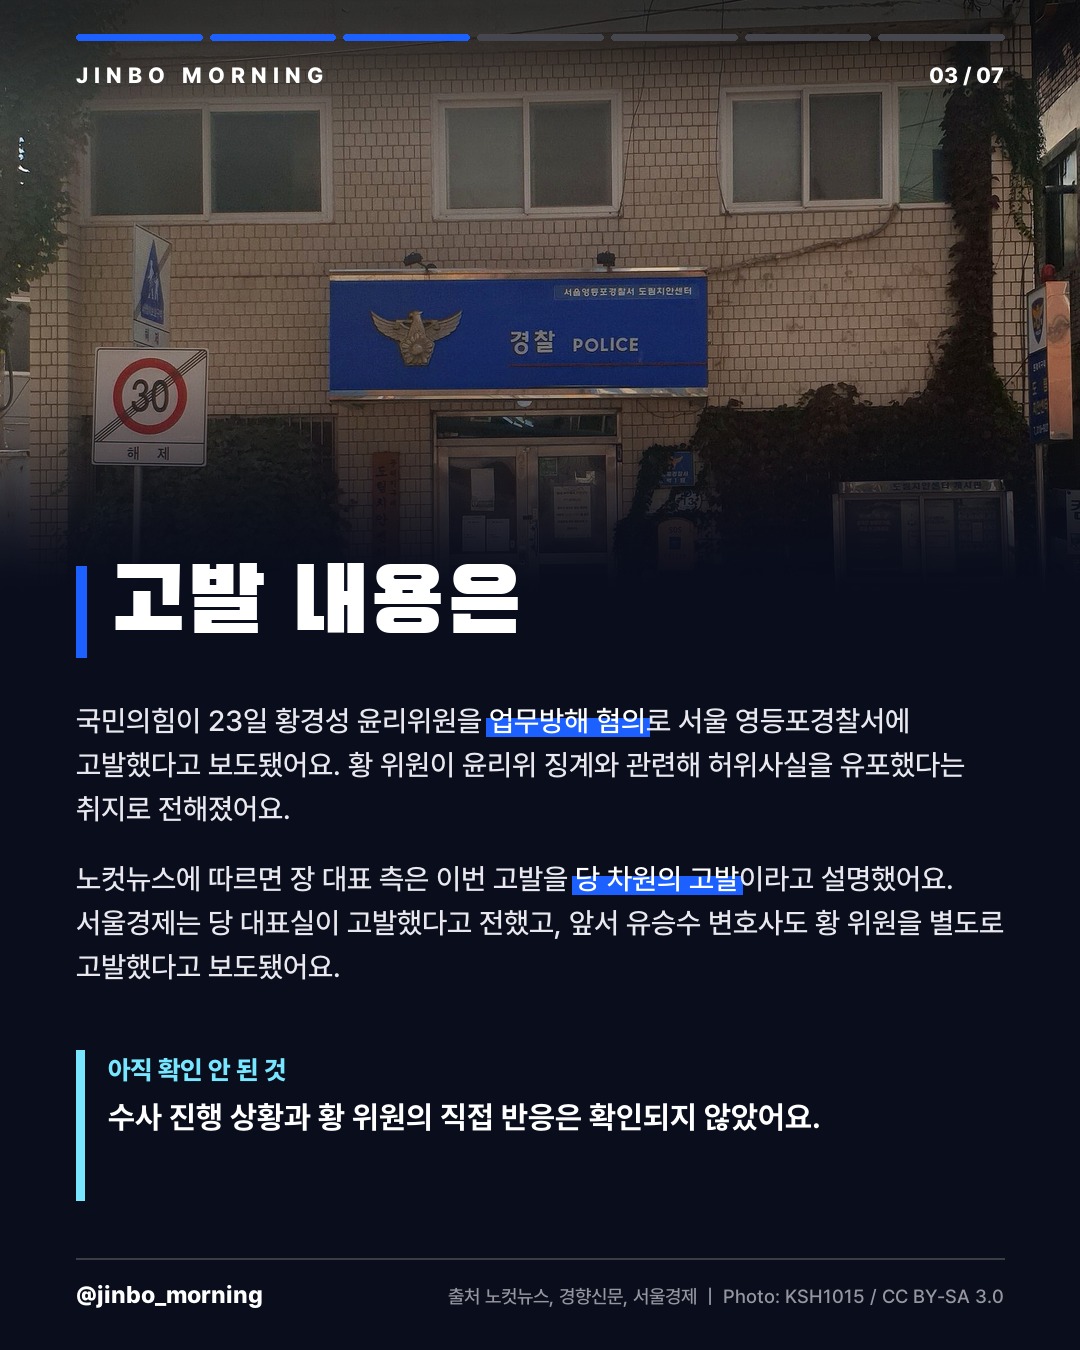 JINBO MORNING
03 / 07
서울영등포경찰서 도림치안센터
경찰 POLICE
30
해 제
도림치안센터 게시판
고발 내용은
국민의힘이 23일 황경성 윤리위원을 업무방해 혐의로 서울 영등포경찰서에
고발했다고 보도됐어요. 황 위원이 윤리위 징계와 관련해 허위사실을 유포했다는
취지로 전해졌어요.
노컷뉴스에 따르면 장 대표 측은 이번 고발을 당 차원의 고발이라고 설명했어요.
서울경제는 당 대표실이 고발했다고 전했고, 앞서 유승수 변호사도 황 위원을 별도로
고발했다고 보도됐어요.
아직 확인 안 된 것
수사 진행 상황과 황 위원의 직접 반응은 확인되지 않았어요.
@jinbo_morning
출처 노컷뉴스, 경향신문, 서울경제 | Photo: KSH1015 / CC BY-SA 3.0